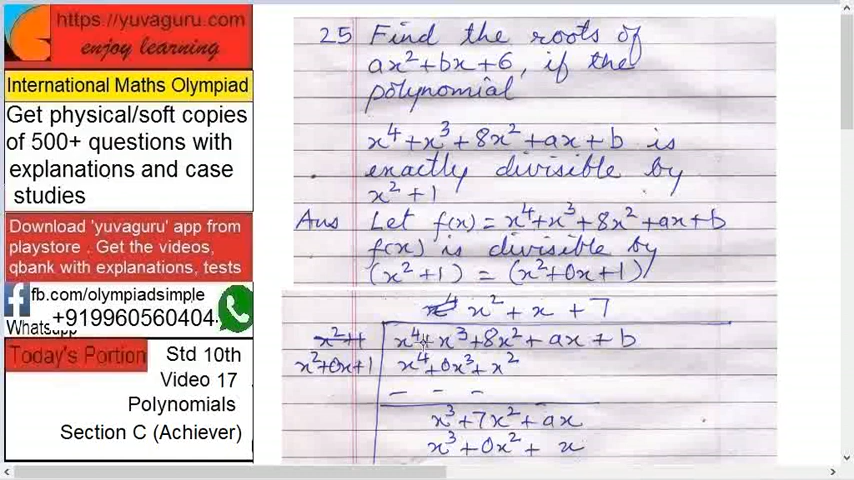 https://yuvaguru.com
enjoy learning
International Maths Olympiad
Get physical/soft copies
of 500+ questions with
explanations and case
studies
Download 'yuvaguru' app from
playstore . Get the videos,
qbank with explanations, tests
fb.com/olympiadsimple
+919960560404
Whatsapp
Today's Portion
Std 10th
Video 17
Polynomials
Section C (Achiever)
25 Find the roots of
ax²+bx+6, if the
polynomial
x⁴+x³+8x²+ax+b is
exactly divisible by
x²+1
Ans Let f(x)=x⁴+x³+8x²+ax+b
f(x) is divisible by
(x²+1) = (x²+0x+1)
x⁴ x²+x+7
x²+1 x⁴+x³+8x²+ax+b
x²+0x+1 x⁴+0x³+x²
– – –
x³+7x²+ax
x³+0x²+ x